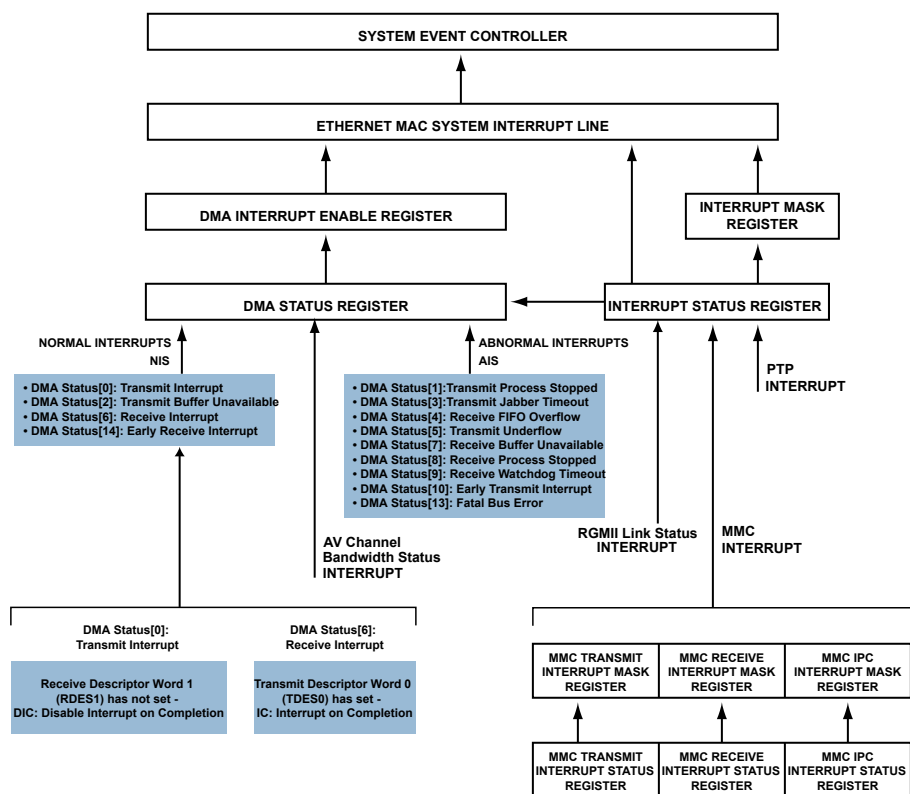 SYSTEM EVENT CONTROLLER
ETHERNET MAC SYSTEM INTERRUPT LINE
DMA INTERRUPT ENABLE REGISTER
INTERRUPT MASK
REGISTER
DMA STATUS REGISTER
INTERRUPT STATUS REGISTER
NORMAL INTERRUPTS
NIS
ABNORMAL INTERRUPTS
AIS
PTP
INTERRUPT
• DMA Status[0]: Transmit Interrupt
• DMA Status[2]: Transmit Buffer Unavailable
• DMA Status[6]: Receive Interrupt
• DMA Status[14]: Early Receive Interrupt
• DMA Status[1]:Transmit Process Stopped
• DMA Status[3]:Transmit Jabber Timeout
• DMA Status[4]: Receive FIFO Overflow
• DMA Status[5]: Transmit Underflow
• DMA Status[7]: Receive Buffer Unavailable
• DMA Status[8]: Receive Process Stopped
• DMA Status[9]: Receive Watchdog Timeout
• DMA Status[10]: Early Transmit Interrupt
• DMA Status[13]: Fatal Bus Error
AV Channel
Bandwidth Status
INTERRUPT
RGMII Link Status
INTERRUPT
MMC
INTERRUPT
DMA Status[0]:
Transmit Interrupt
DMA Status[6]:
Receive Interrupt
Receive Descriptor Word 1
(RDES1) has not set -
DIC: Disable Interrupt on Completion
Transmit Descriptor Word 0
(TDES0) has set -
IC: Interrupt on Completion
MMC TRANSMIT
INTERRUPT MASK
REGISTER
MMC RECEIVE
INTERRUPT MASK
REGISTER
MMC IPC
INTERRUPT MASK
REGISTER
MMC TRANSMIT
INTERRUPT STATUS
REGISTER
MMC RECEIVE
INTERRUPT STATUS
REGISTER
MMC IPC
INTERRUPT STATUS
REGISTER